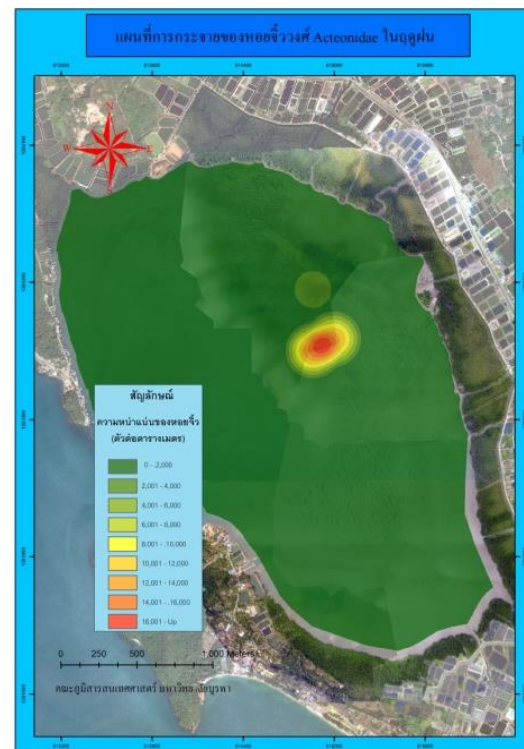 แผนที่การกระจายของหอยจิ๋ววงศ์ Acteonidae ในฤดูฝน
N
W E
สัญลักษณ์
ความหนาแน่นของหอยจิ๋ว
(ตัวต่อตารางเมตร)
0 - .2,000
2,001 - 4,000
4,001 - 6,000
6,001 - 8,000
8,001 - .10,000
10,001 - 12,000
12,001 - 14,000
14,001 - .16,000
16,001 - Up
0 250 500 1,000 Meters
คณะภูมิสารสนเทศศาสตร์ มหาวิทยาลัยบูรพา